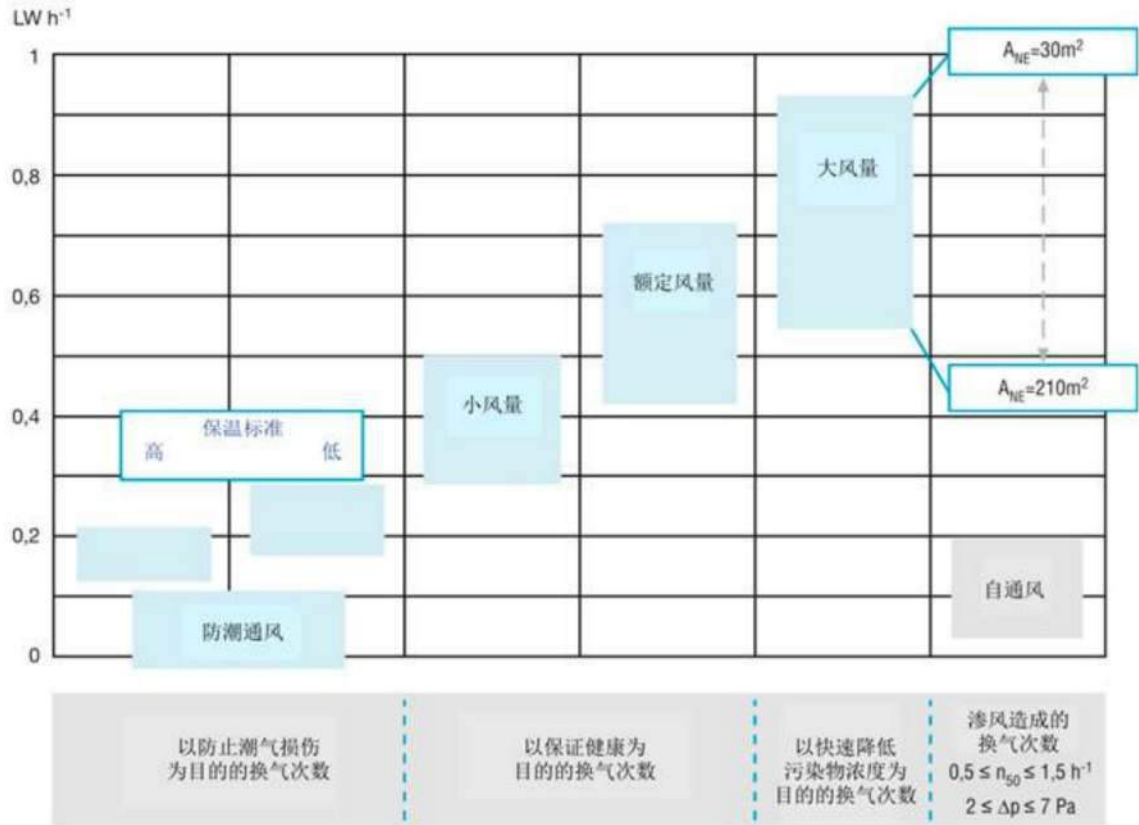 LW h⁻¹
1
0,8
0,6
0,4
0,2
0
A_NE=30m²
大风量
额定风量
A_NE=210m²
小风量
保温标准
高 低
自通风
防潮通风
以防止潮气损伤
为目的的换气次数
以保证健康为
目的的换气次数
以快速降低
污染物浓度为
目的的换气次数
渗风造成的
换气次数
0,5 ≤ n₅₀ ≤ 1,5 h⁻¹
2 ≤ Δp ≤ 7 Pa